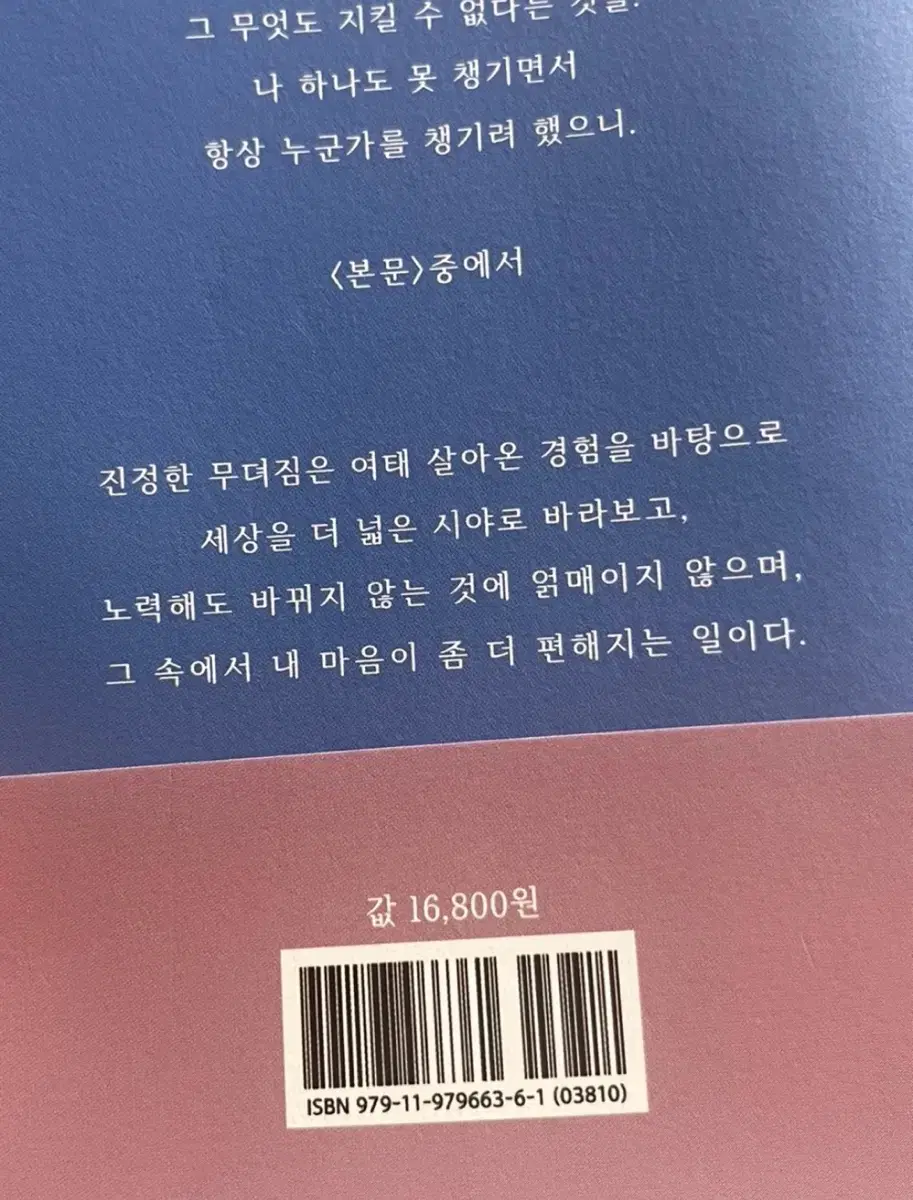 그 무엇도 지킬 수 없다는 것을.
나 하나도 못 챙기면서
항상 누군가를 챙기려 했으니.
〈본문〉중에서
진정한 무뎌짐은 여태 살아온 경험을 바탕으로
세상을 더 넓은 시야로 바라보고,
노력해도 바뀌지 않는 것에 얽매이지 않으며,
그 속에서 내 마음이 좀 더 편해지는 일이다.
값 16,800원
ISBN 979-11-979663-6-1 (03810)